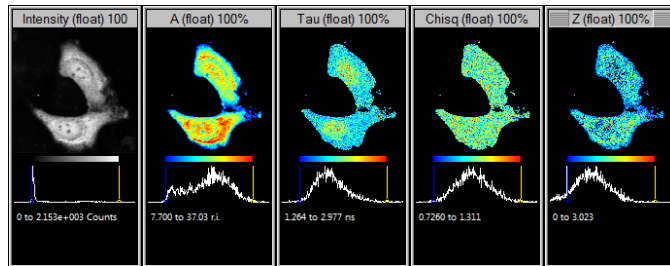 Intensity (float) 100
A (float) 100%
Tau (float) 100%
Chisq (float) 100%
Z (float) 100%
0 to 2.153e+003 Counts
7.700 to 37.03 r.i.
1.264 to 2.977 ns
0.7260 to 1.311
0 to 3.023